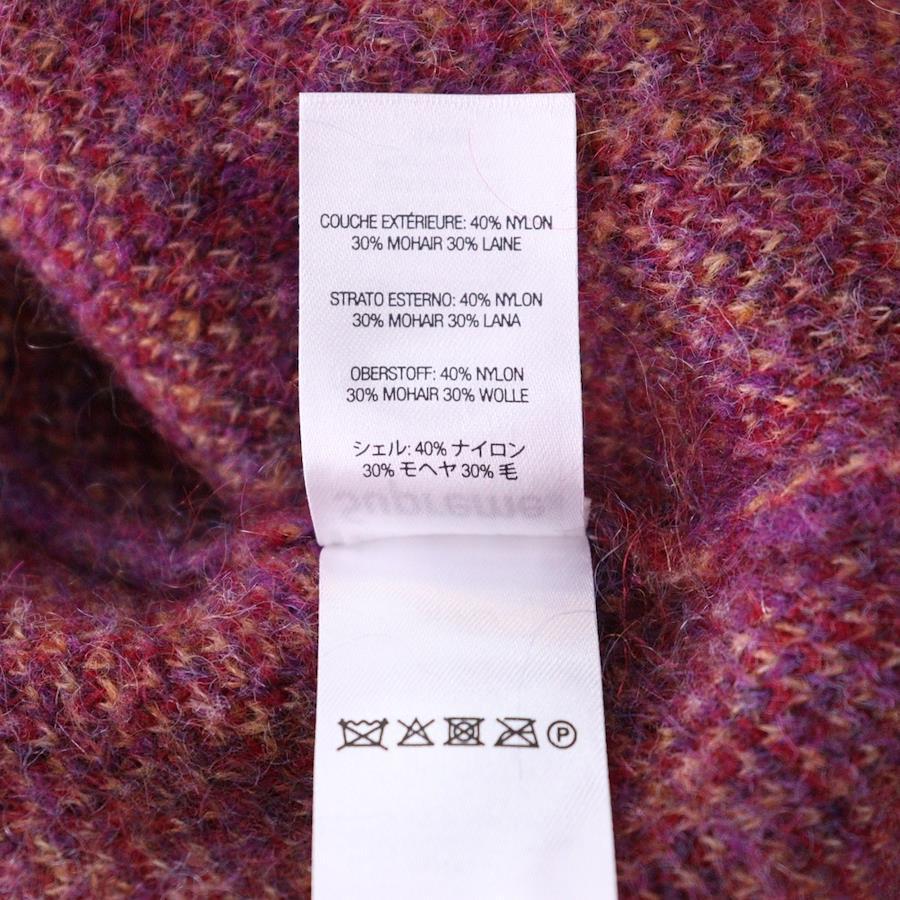 COUCHE EXTÉRIEURE: 40% NYLON
30% MOHAIR 30% LAINE
STRATO ESTERNO: 40% NYLON
30% MOHAIR 30% LANA
OBERSTOFF: 40% NYLON
30% MOHAIR 30% WOLLE
シェル: 40% ナイロン
30% モヘヤ 30% 毛
Supreme
P